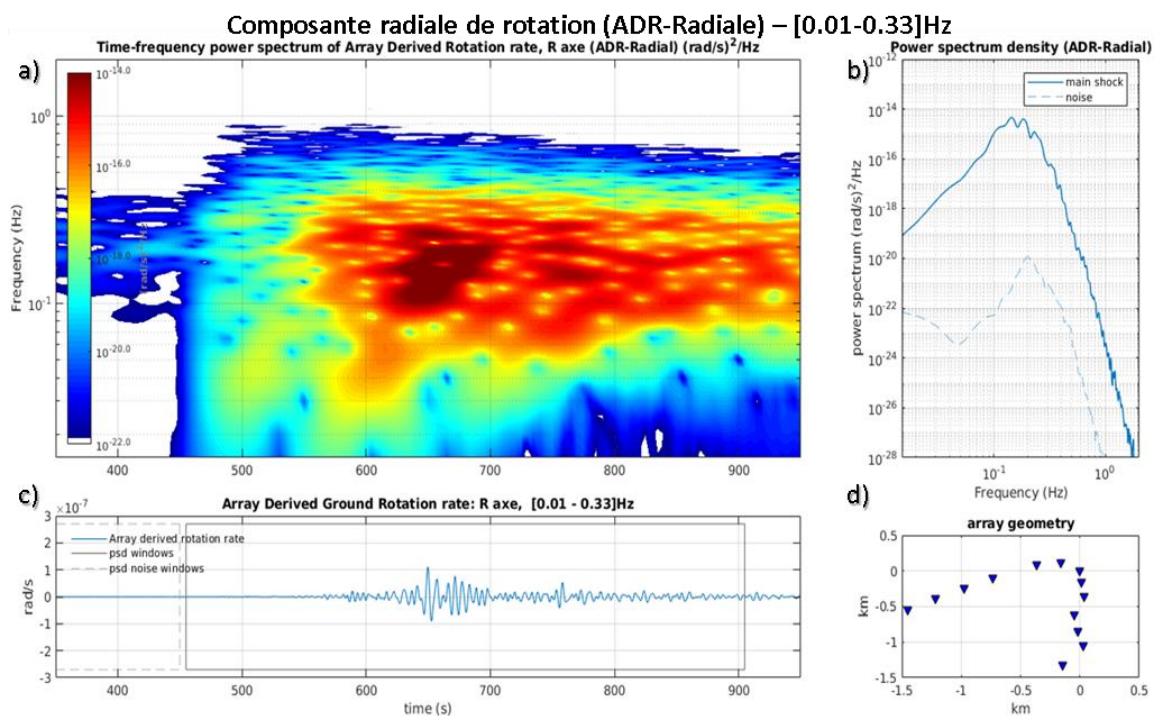 Composante radiale de rotation (ADR-Radiale) – [0.01-0.33]Hz
Time-frequency power spectrum of Array Derived Rotation rate, R axe (ADR-Radial) (rad/s)²/Hz
a)
10^-14.0
10^-16.0
10^-18.0
10^-20.0
10^-22.0
10^0
10^-1
Frequency (Hz)
400 500 600 700 800 900
Power spectrum density (ADR-Radial)
b)
main shock
noise
10^-12
10^-14
10^-16
10^-18
10^-20
10^-22
10^-24
10^-26
10^-28
power spectrum (rad/s)²/Hz
10^-1 10^0
Frequency (Hz)
c)
×10^-7
Array Derived Ground Rotation rate: R axe, [0.01 - 0.33]Hz
Array derived rotation rate
psd windows
psd noise windows
3
2
1
0
-1
-2
-3
rad/s
400 500 600 700 800 900
time (s)
d)
array geometry
0.5
0
-0.5
-1
-1.5
km
-1.5 -1 -0.5 0 0.5
km